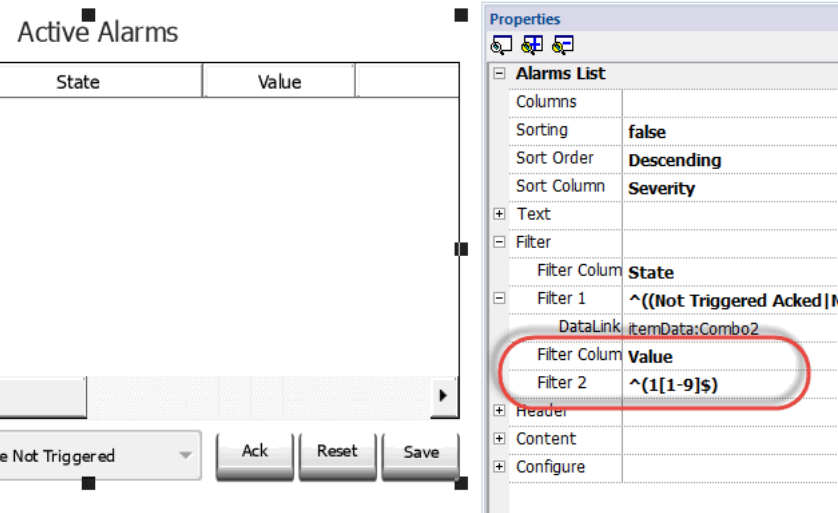 Active Alarms
State Value
e Not Triggered
Ack Reset Save
Properties
Alarms List
Columns
Sorting false
Sort Order Descending
Sort Column Severity
Text
Filter
Filter Colum State
Filter 1 ^((Not Triggered Acked|N
DataLink itemData:Combo2
Filter Colum Value
Filter 2 ^(1[1-9]$)
Header
Content
Configure